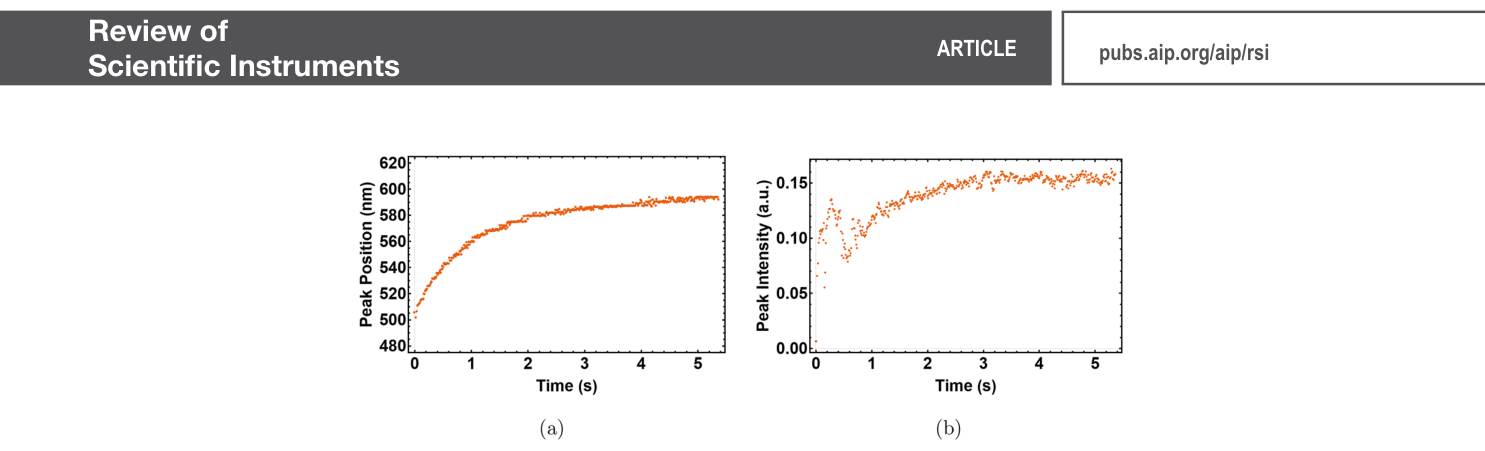 Review of
Scientific Instruments
ARTICLE
pubs.aip.org/aip/rsi
Peak Position (nm)
620
600
580
560
540
520
500
480
0 1 2 3 4 5
Time (s)
(a)
Peak Intensity (a.u.)
0.15
0.10
0.05
0.00
0 1 2 3 4 5
Time (s)
(b)